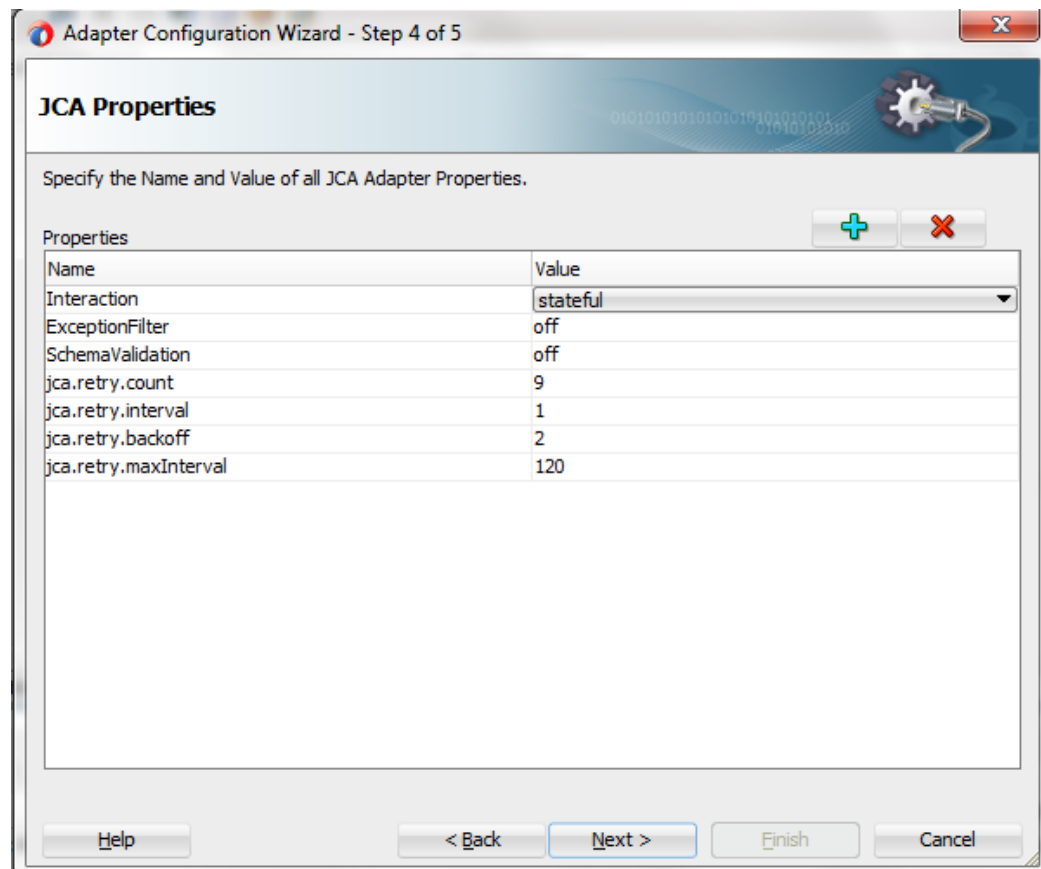 Adapter Configuration Wizard - Step 4 of 5
JCA Properties
Specify the Name and Value of all JCA Adapter Properties.
Properties
Name Value
Interaction stateful
ExceptionFilter off
SchemaValidation off
jca.retry.count 9
jca.retry.interval 1
jca.retry.backoff 2
jca.retry.maxInterval 120
Help < Back Next > Finish Cancel